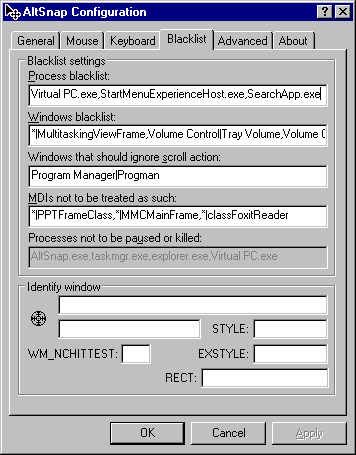 AltSnap Configuration
General Mouse Keyboard Blacklist Advanced About
Blacklist settings
Process blacklist:
Virtual PC.exe,StartMenuExperienceHost.exe,SearchApp.exe
Windows blacklist:
*|MultitaskingViewFrame,Volume Control|Tray Volume,Volume C
Windows that should ignore scroll action:
Program Manager|Progman
MDIs not to be treated as such:
*|PPTFrameClass,*|MMCMainFrame,*|classFoxitReader
Processes not to be paused or killed:
AltSnap.exe,taskmgr.exe,explorer.exe,Virtual PC.exe
Identify window
STYLE:
WM_NCHITTEST: EXSTYLE:
RECT:
OK Cancel Apply